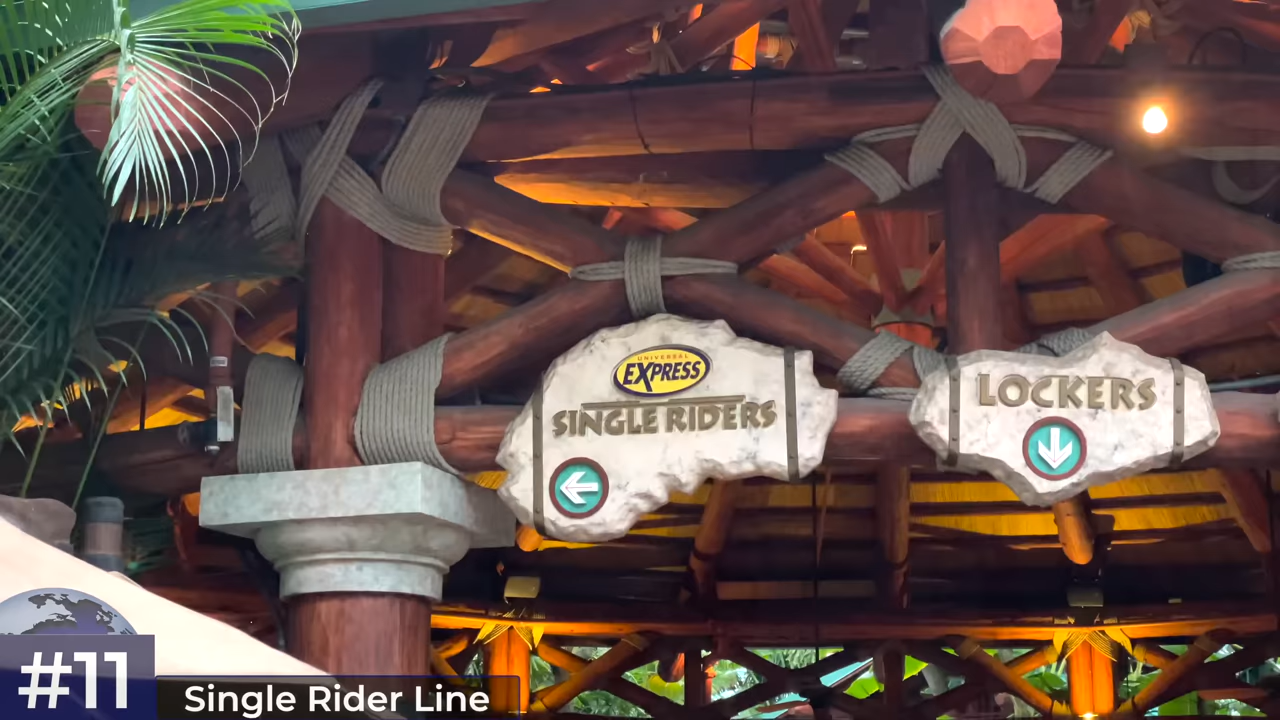 UNIVERSAL
EXPRESS
SINGLE RIDERS
LOCKERS
#11
Single Rider Line